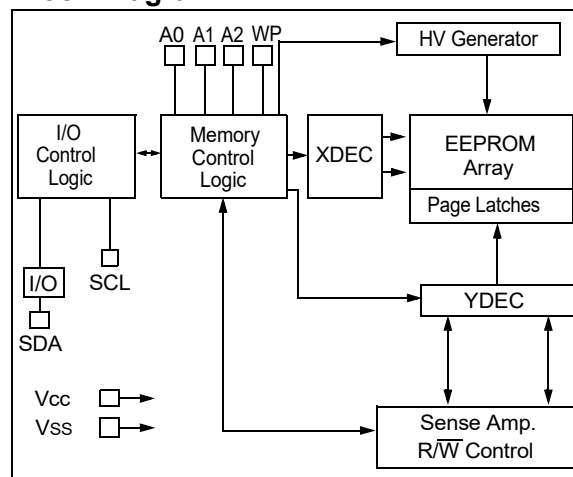 A0 A1 A2 WP
HV Generator
I/O
Control
Logic
Memory
Control
Logic
XDEC
EEPROM
Array
Page Latches
I/O
SCL
SDA
YDEC
Vcc
Vss
Sense Amp.
R/W̅ Control